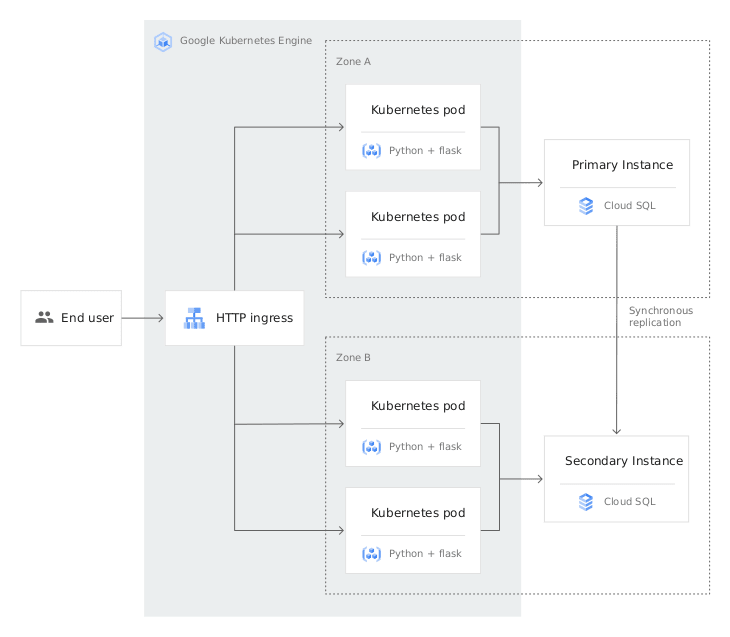 Google Kubernetes Engine
Zone A
Kubernetes pod
Python + flask
Kubernetes pod
Python + flask
Primary Instance
Cloud SQL
End user
HTTP ingress
Synchronous
replication
Zone B
Kubernetes pod
Python + flask
Kubernetes pod
Python + flask
Secondary Instance
Cloud SQL